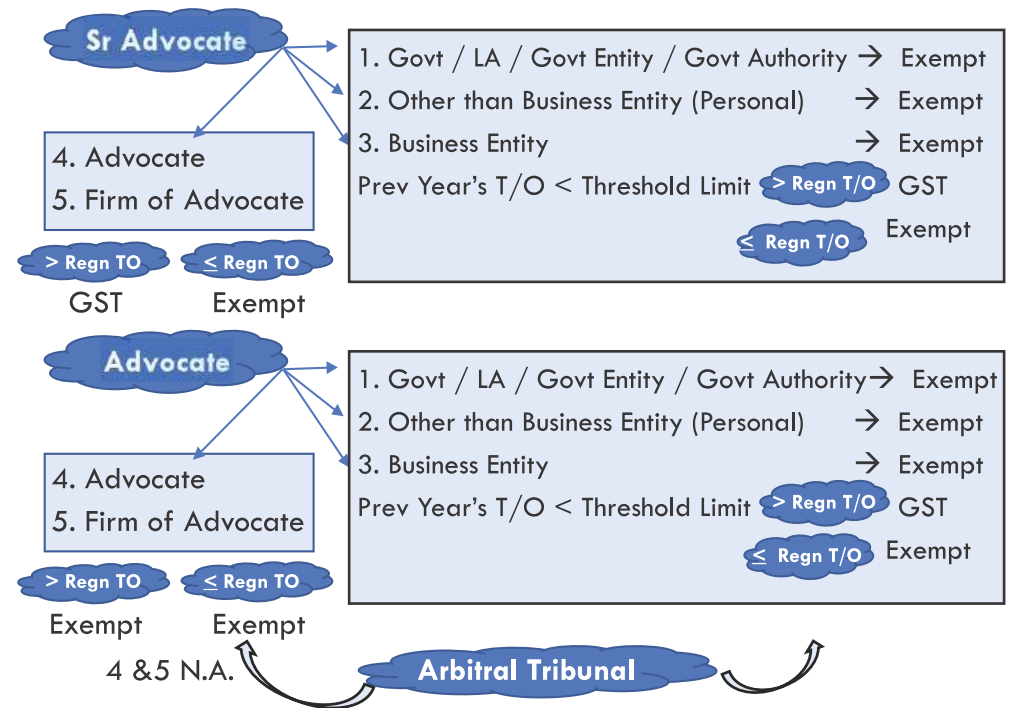 Sr Advocate
1. Govt / LA / Govt Entity / Govt Authority → Exempt
2. Other than Business Entity (Personal) → Exempt
3. Business Entity → Exempt
Prev Year's T/O < Threshold Limit > Regn T/O GST
≤ Regn T/O Exempt
4. Advocate
5. Firm of Advocate
> Regn TO ≤ Regn TO
GST Exempt
Advocate
1. Govt / LA / Govt Entity / Govt Authority → Exempt
2. Other than Business Entity (Personal) → Exempt
3. Business Entity → Exempt
Prev Year's T/O < Threshold Limit > Regn T/O GST
≤ Regn T/O Exempt
4. Advocate
5. Firm of Advocate
> Regn TO ≤ Regn TO
Exempt Exempt
4 &5 N.A.
Arbitral Tribunal